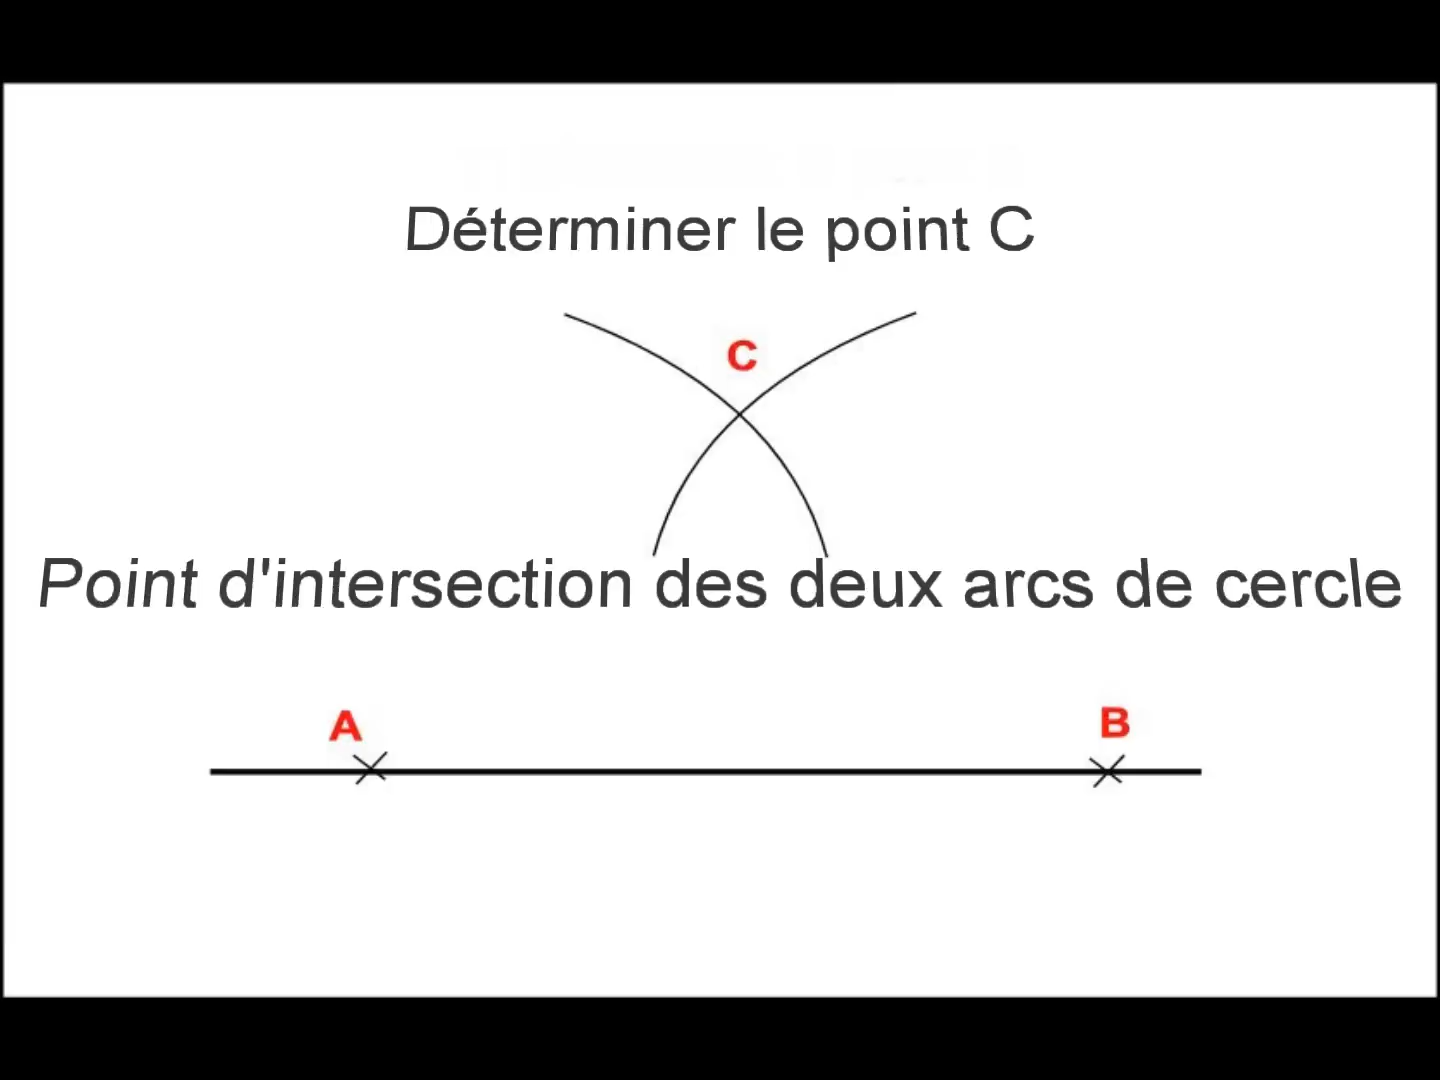 Déterminer le point C
C
Point d'intersection des deux arcs de cercle
A
B